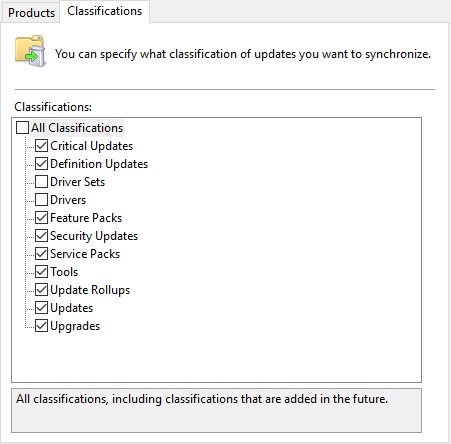 Products
Classifications
You can specify what classification of updates you want to synchronize.
Classifications:
All Classifications
Critical Updates
Definition Updates
Driver Sets
Drivers
Feature Packs
Security Updates
Service Packs
Tools
Update Rollups
Updates
Upgrades
All classifications, including classifications that are added in the future.